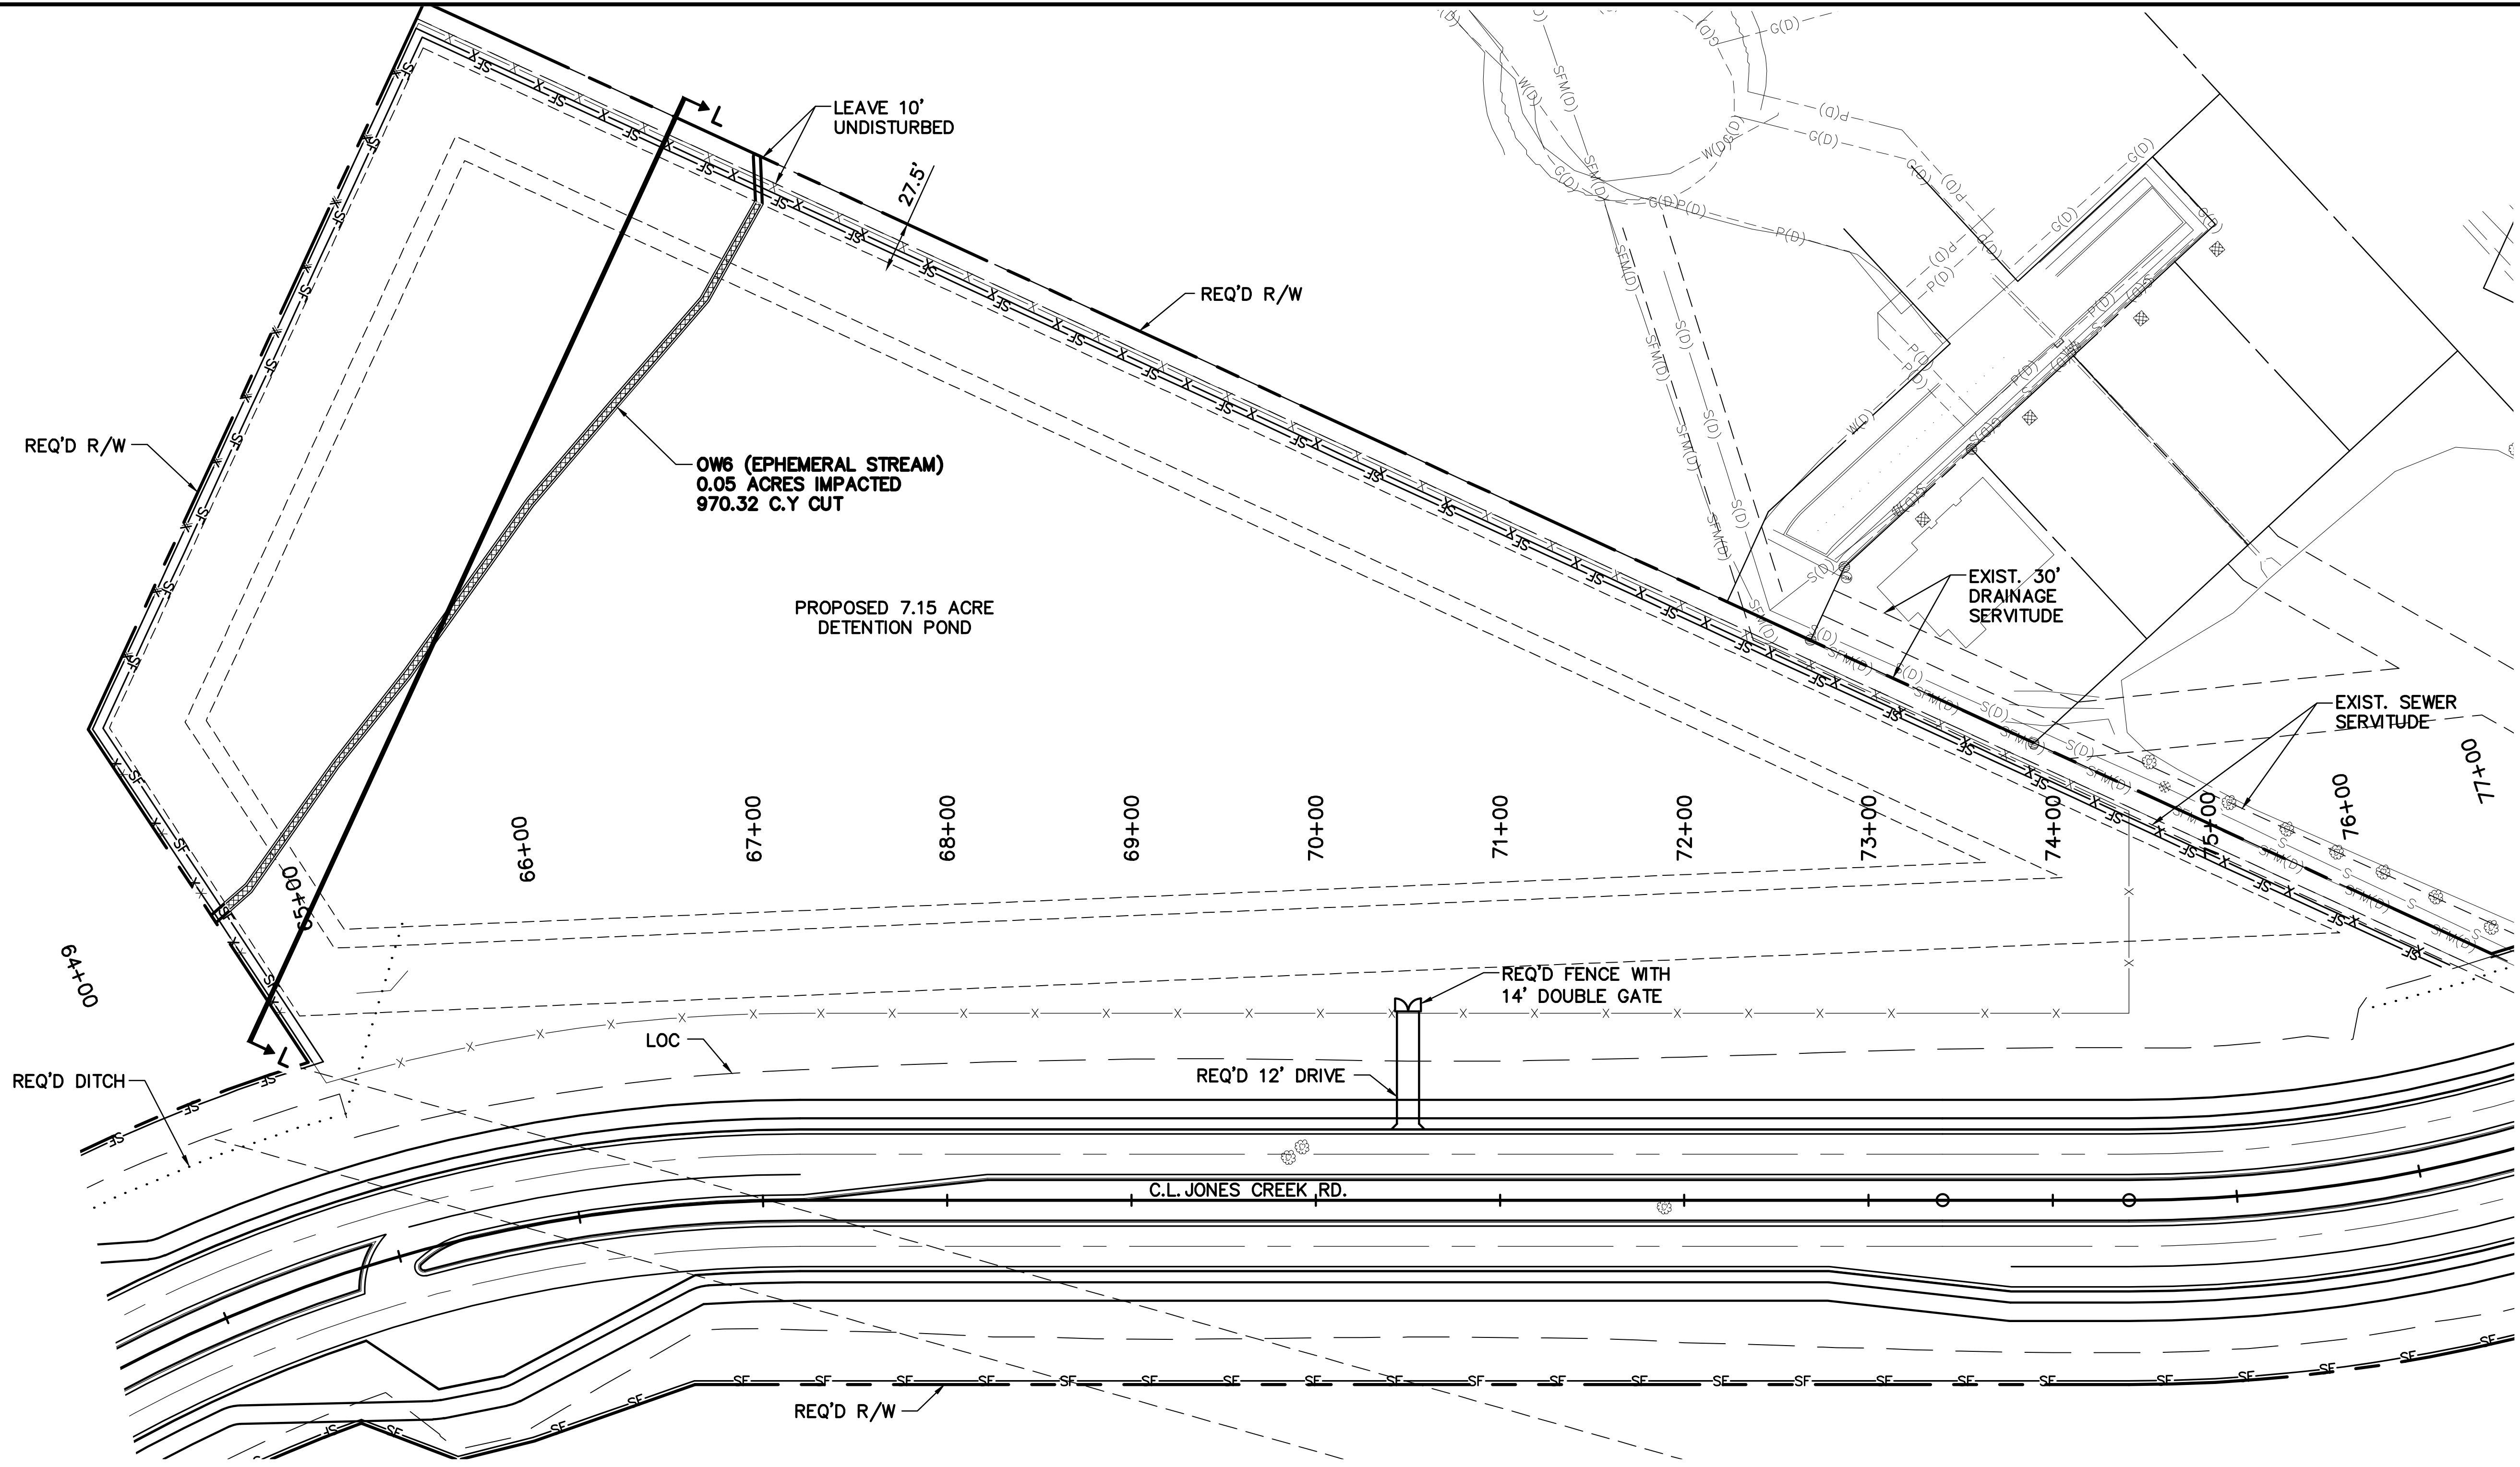 LEAVE 10'
UNDISTURBED
L
27.5'
REQ'D R/W
REQ'D R/W
OW6 (EPHEMERAL STREAM)
0.05 ACRES IMPACTED
970.32 C.Y CUT
PROPOSED 7.15 ACRE
DETENTION POND
EXIST. 30'
DRAINAGE
SERVITUDE
EXIST. SEWER
SERVITUDE
64+00
65+00
66+00
67+00
68+00
69+00
70+00
71+00
72+00
73+00
74+00
75+00
76+00
77+00
REQ'D FENCE WITH
14' DOUBLE GATE
LOC
L
REQ'D DITCH
REQ'D 12' DRIVE
C.L. JONES CREEK RD.
REQ'D R/W
SF
X
SFM(D)
S(D)
G(D)
P(D)
W(D)
SFM
S